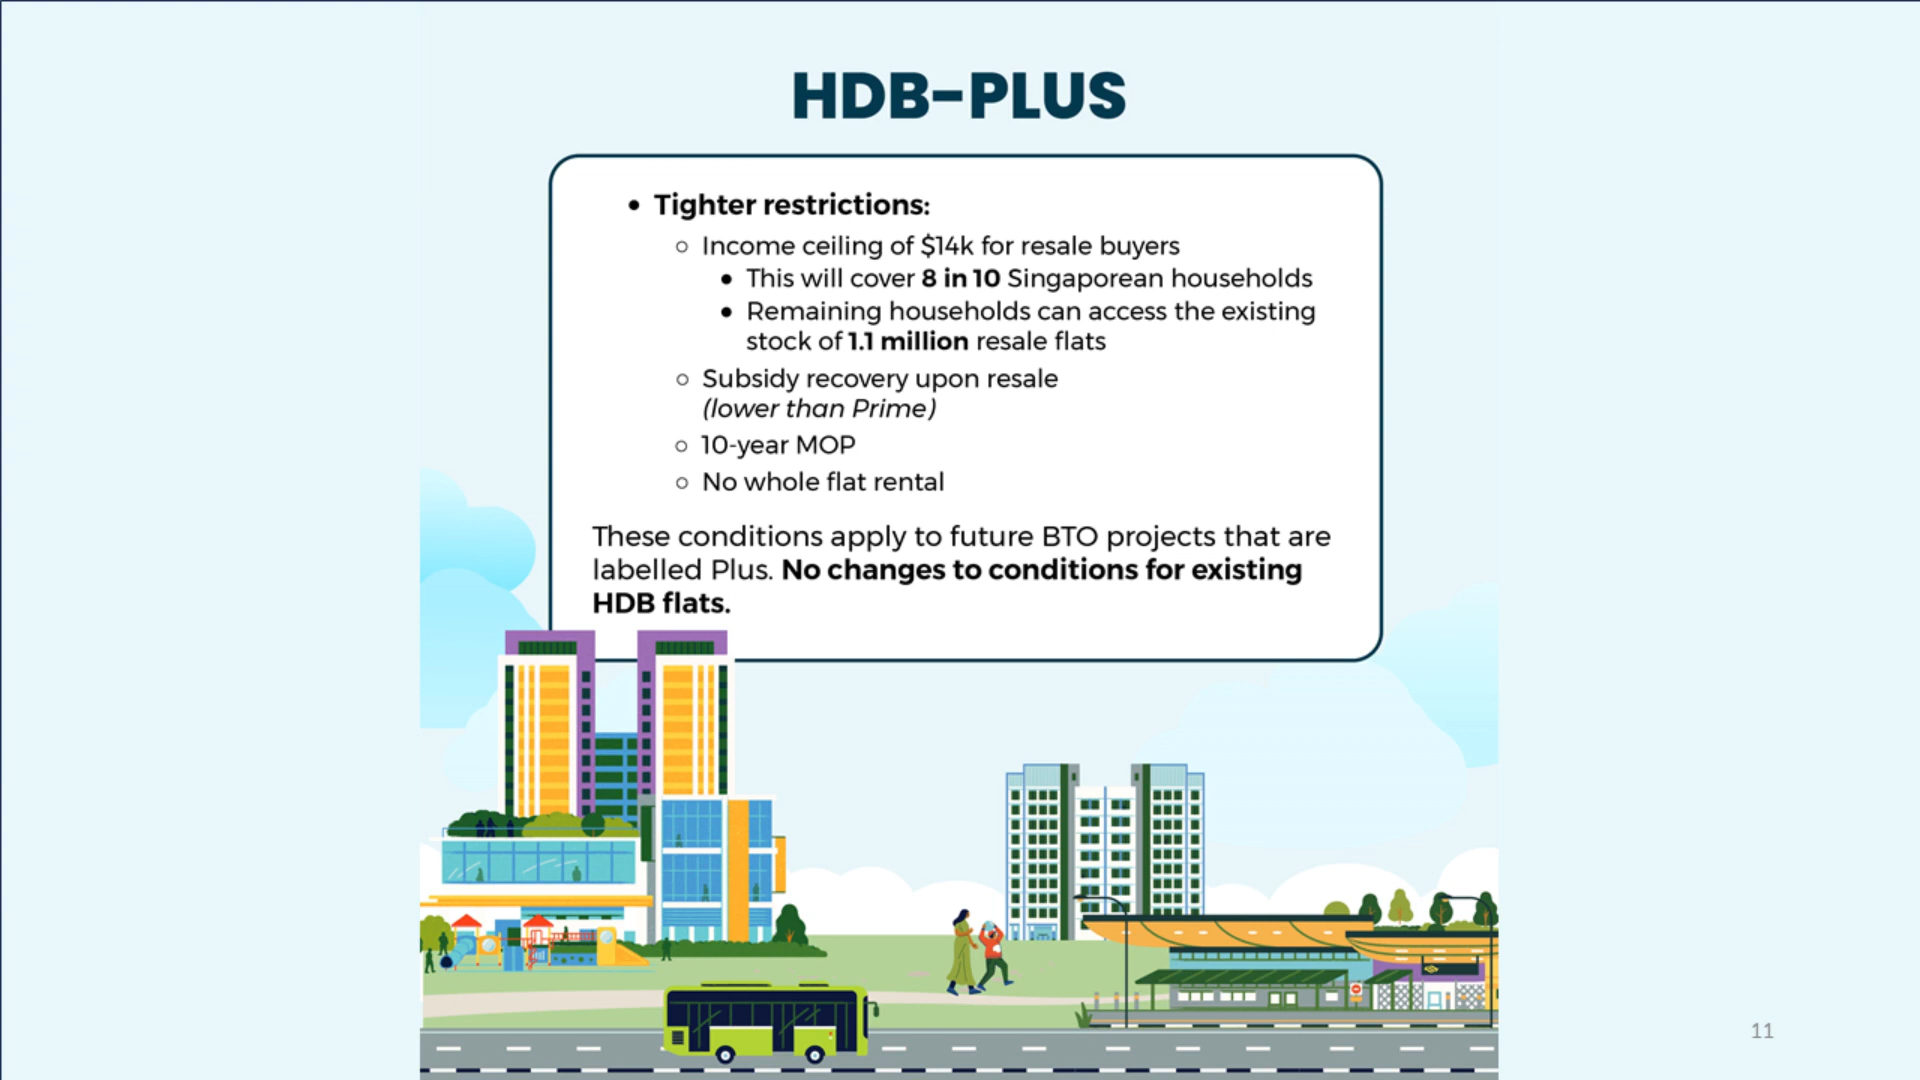 HDB-PLUS
• Tighter restrictions:
○ Income ceiling of $14k for resale buyers
• This will cover 8 in 10 Singaporean households
• Remaining households can access the existing
stock of 1.1 million resale flats
○ Subsidy recovery upon resale
(lower than Prime)
○ 10-year MOP
○ No whole flat rental
These conditions apply to future BTO projects that are
labelled Plus. No changes to conditions for existing
HDB flats.
11